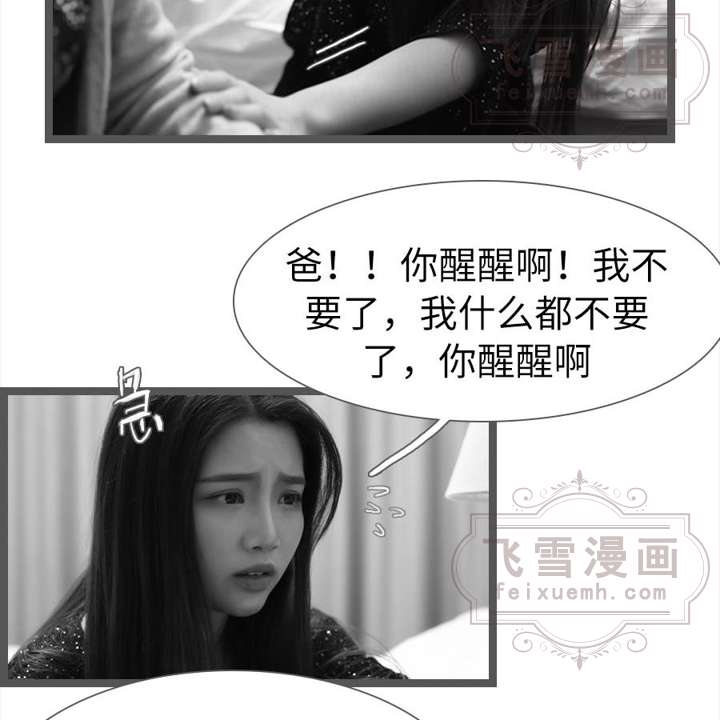 飞雪漫画
feixuemh.com
爸！！你醒醒啊！我不
要了，我什么都不要
了，你醒醒啊
急
飞雪漫画
feixuemh.com